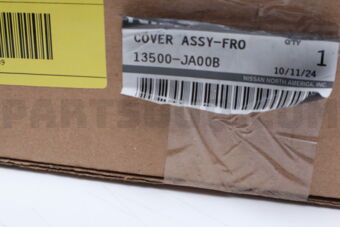 COVER ASSY-FRO
QTY
13500-JA00B
1
10/11/24
NISSAN NORTH AMERICA, INC